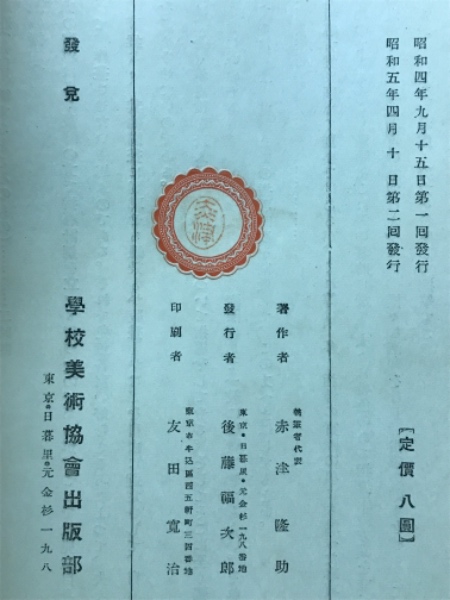 昭和四年九月十五日第一回發行
昭和五年四月十日第二回發行
【定價八圓】
著作者
執筆者代表
赤津隆助
發行者
東京・日暮里・元金杉一九八番地
後藤福次郎
印刷者
東京市牛込區西五軒町三四番地
友田寬治
發兌
學校美術協會出版部
東京・日暮里・元金杉一九八